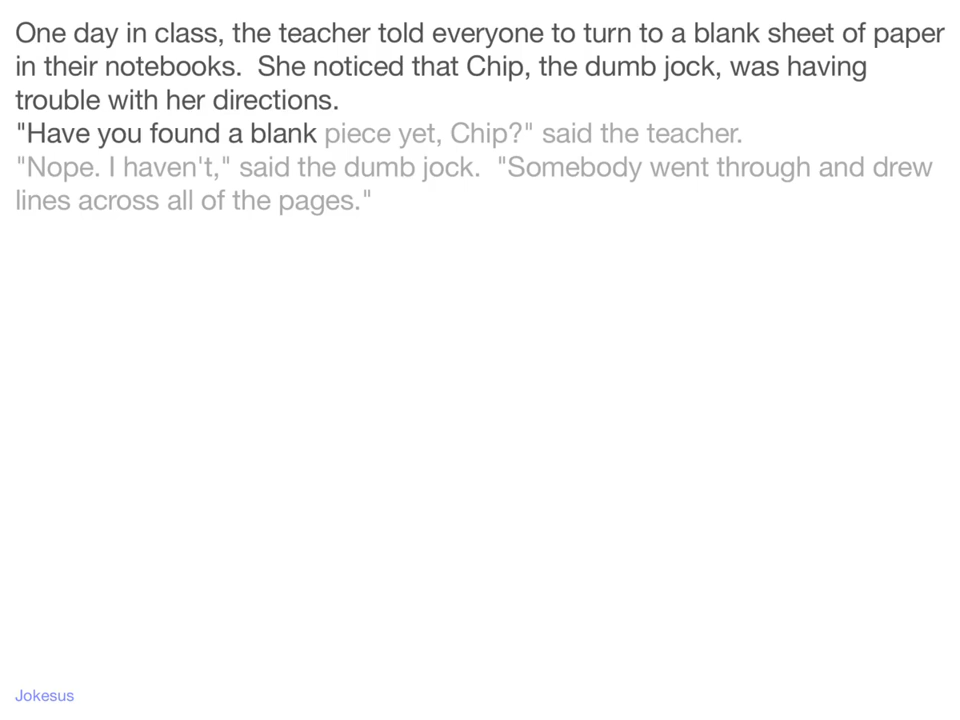 One day in class, the teacher told everyone to turn to a blank sheet of paper
in their notebooks.  She noticed that Chip, the dumb jock, was having
trouble with her directions.
"Have you found a blank piece yet, Chip?" said the teacher.
"Nope. I haven't," said the dumb jock.  "Somebody went through and drew
lines across all of the pages."
Jokesus